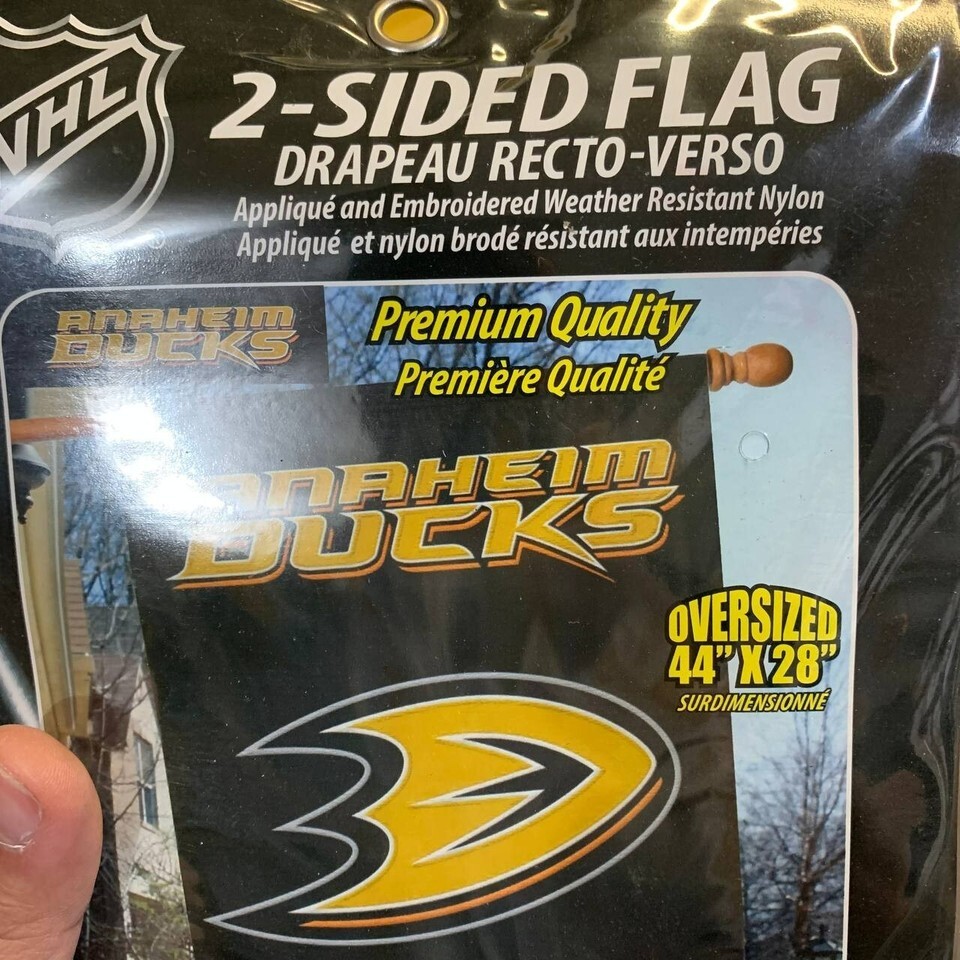 NHL
2-SIDED FLAG
DRAPEAU RECTO-VERSO
Appliqué and Embroidered Weather Resistant Nylon
Appliqué et nylon brodé résistant aux intempéries
ANAHEIM
DUCKS
Premium Quality
Première Qualité
ANAHEIM
DUCKS
OVERSIZED
44” X 28”
SURDIMENSIONNÉ